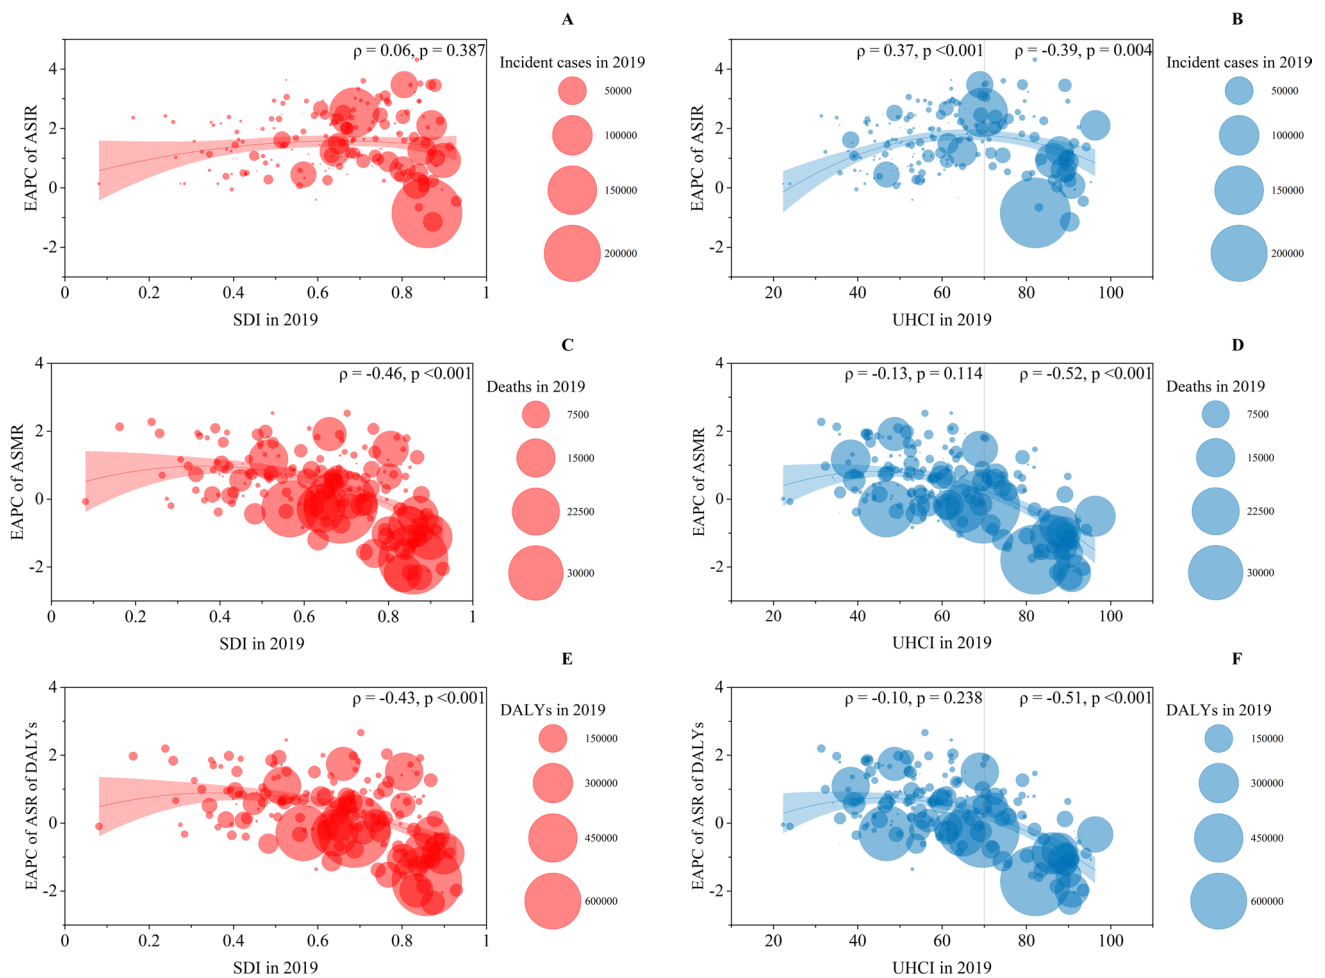 A
ρ = 0.06, p = 0.387
EAPC of ASIR
4
2
0
-2
0
0.2
0.4
0.6
0.8
1
SDI in 2019
Incident cases in 2019
50000
100000
150000
200000
B
ρ = 0.37, p <0.001
ρ = -0.39, p = 0.004
EAPC of ASIR
4
2
0
-2
20
40
60
80
100
UHCI in 2019
Incident cases in 2019
50000
100000
150000
200000
C
ρ = -0.46, p <0.001
EAPC of ASMR
4
2
0
-2
0
0.2
0.4
0.6
0.8
1
SDI in 2019
Deaths in 2019
7500
15000
22500
30000
D
ρ = -0.13, p = 0.114
ρ = -0.52, p <0.001
EAPC of ASMR
4
2
0
-2
20
40
60
80
100
UHCI in 2019
Deaths in 2019
7500
15000
22500
30000
E
ρ = -0.43, p <0.001
EAPC of ASR of DALYs
4
2
0
-2
0
0.2
0.4
0.6
0.8
1
SDI in 2019
DALYs in 2019
150000
300000
450000
600000
F
ρ = -0.10, p = 0.238
ρ = -0.51, p <0.001
EAPC of ASR of DALYs
4
2
0
-2
20
40
60
80
100
UHCI in 2019
DALYs in 2019
150000
300000
450000
600000